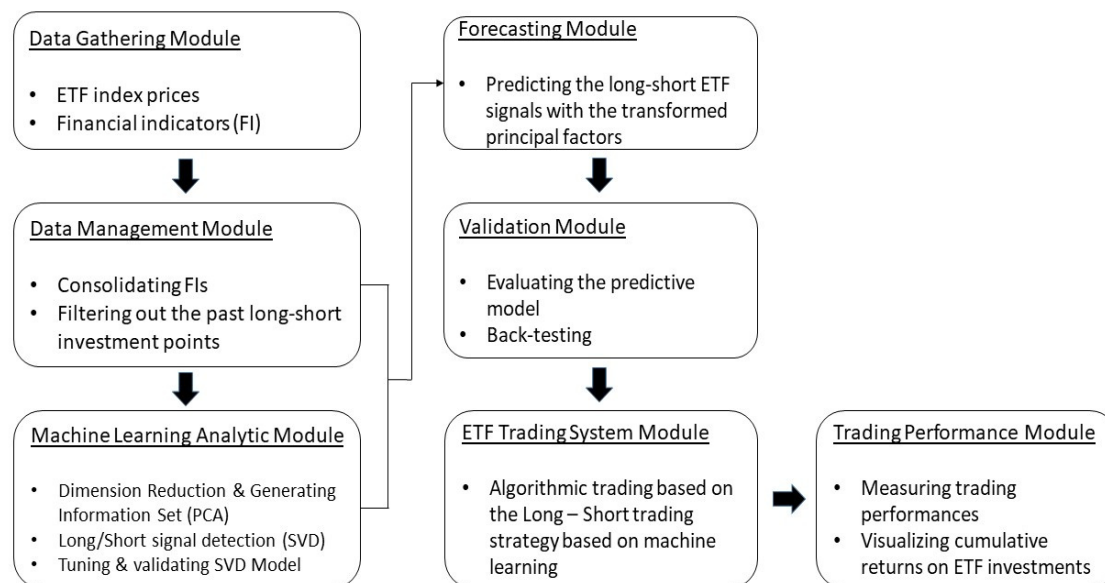 Data Gathering Module
• ETF index prices
• Financial indicators (FI)
Data Management Module
• Consolidating FIs
• Filtering out the past long-short
investment points
Machine Learning Analytic Module
• Dimension Reduction & Generating
Information Set (PCA)
• Long/Short signal detection (SVD)
• Tuning & validating SVD Model
Forecasting Module
• Predicting the long-short ETF
signals with the transformed
principal factors
Validation Module
• Evaluating the predictive
model
• Back-testing
ETF Trading System Module
• Algorithmic trading based on
the Long – Short trading
strategy based on machine
learning
Trading Performance Module
• Measuring trading
performances
• Visualizing cumulative
returns on ETF investments